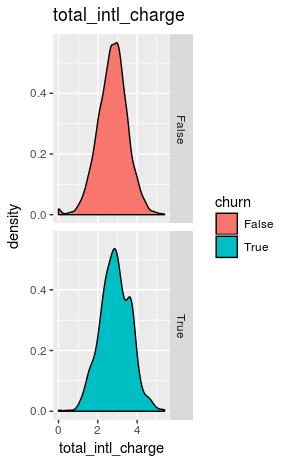 total_intl_charge
0.4
0.2
0.0
False
density
0.4
0.2
0.0
True
0 2 4
total_intl_charge
churn
False
True